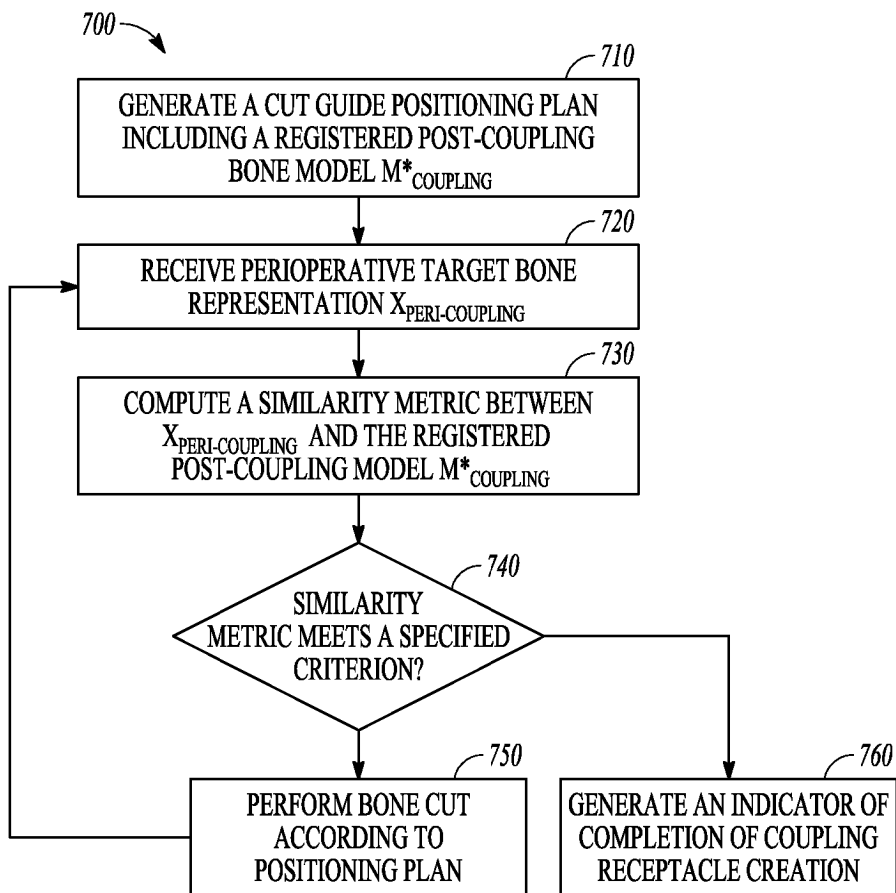 700
710
GENERATE A CUT GUIDE POSITIONING PLAN
INCLUDING A REGISTERED POST-COUPLING
BONE MODEL M*COUPLING
720
RECEIVE PERIOPERATIVE TARGET BONE
REPRESENTATION XPERI-COUPLING
730
COMPUTE A SIMILARITY METRIC BETWEEN
XPERI-COUPLING AND THE REGISTERED
POST-COUPLING MODEL M*COUPLING
740
SIMILARITY
METRIC MEETS A SPECIFIED
CRITERION?
750
PERFORM BONE CUT
ACCORDING TO
POSITIONING PLAN
760
GENERATE AN INDICATOR OF
COMPLETION OF COUPLING
RECEPTACLE CREATION